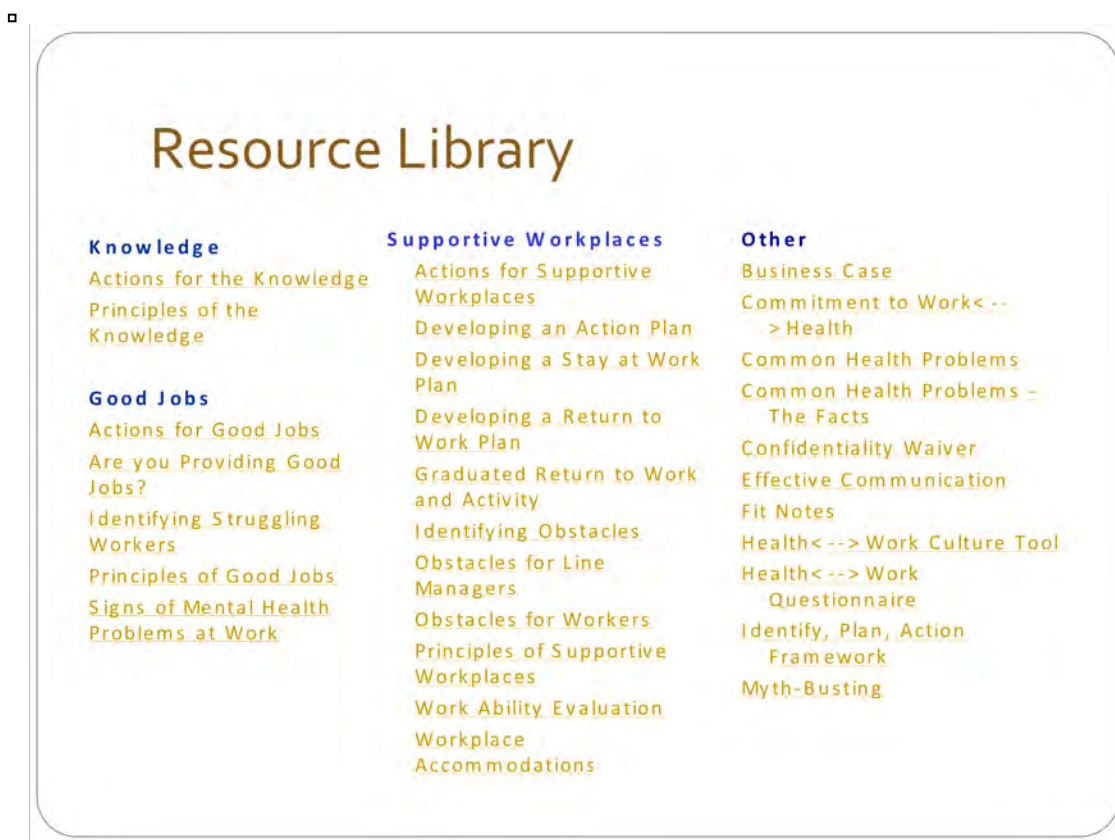 Resource Library
Knowledge
Actions for the Knowledge
Principles of the
Knowledge
Good Jobs
Actions for Good Jobs
Are you Providing Good
Jobs?
Identifying Struggling
Workers
Principles of Good Jobs
Signs of Mental Health
Problems at Work
Supportive Workplaces
Actions for Supportive
Workplaces
Developing an Action Plan
Developing a Stay at Work
Plan
Developing a Return to
Work Plan
Graduated Return to Work
and Activity
Identifying Obstacles
Obstacles for Line
Managers
Obstacles for Workers
Principles of Supportive
Workplaces
Work Ability Evaluation
Workplace
Accommodations
Other
Business Case
Commitment to Work< --
> Health
Common Health Problems
Common Health Problems -
The Facts
Confidentiality Waiver
Effective Communication
Fit Notes
Health< --> Work Culture Tool
Health< --> Work
Questionnaire
Identify, Plan, Action
Framework
Myth-Busting